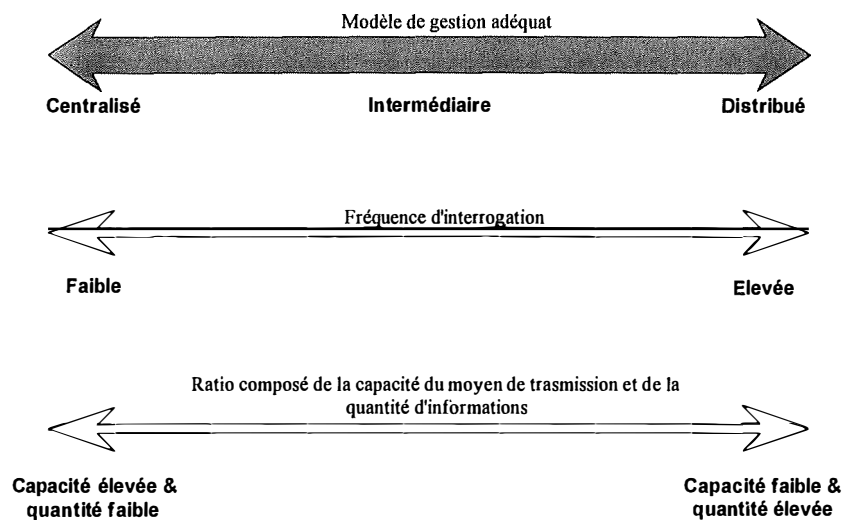 Modèle de gestion adéquat
Centralisé
Intermédiaire
Distribué
Fréquence d'interrogation
Faible
Elevée
Ratio composé de la capacité du moyen de trasmission et de la
quantité d'informations
Capacité élevée &
quantité faible
Capacité faible &
quantité élevée